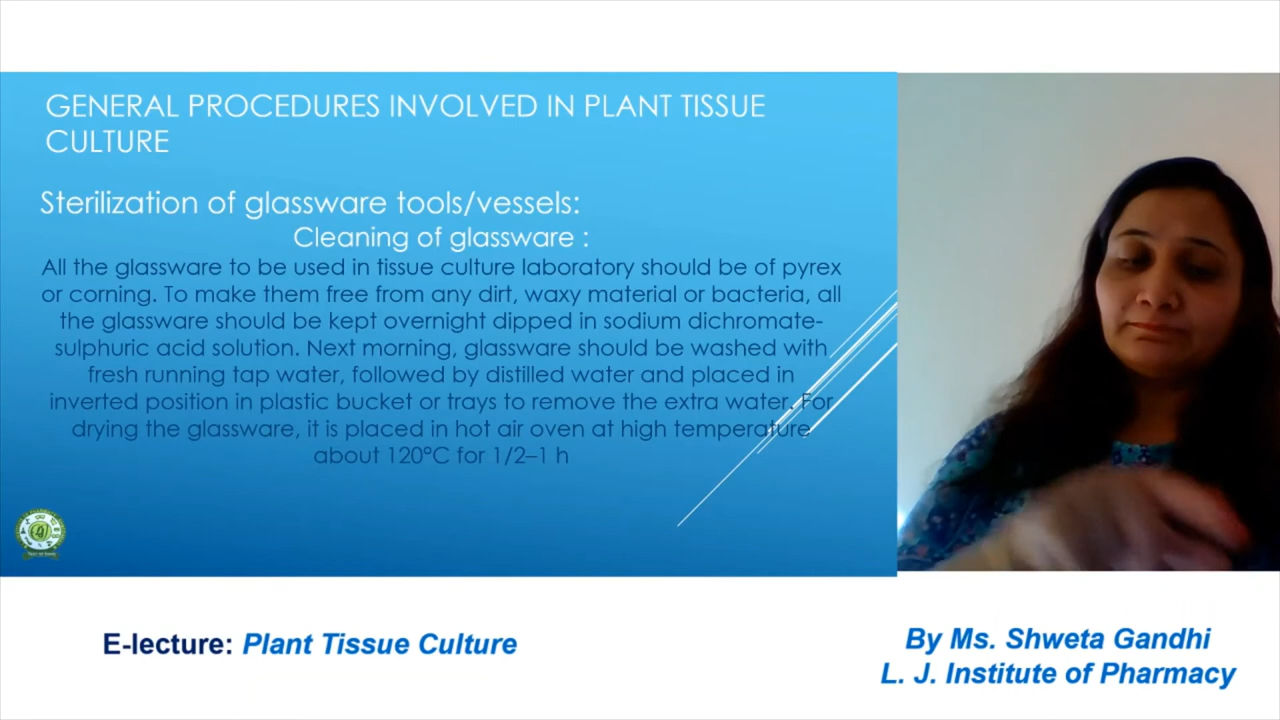 GENERAL PROCEDURES INVOLVED IN PLANT TISSUE
CULTURE
Sterilization of glassware tools/vessels:
Cleaning of glassware :
All the glassware to be used in tissue culture laboratory should be of pyrex
or corning. To make them free from any dirt, waxy material or bacteria, all
the glassware should be kept overnight dipped in sodium dichromate-
sulphuric acid solution. Next morning, glassware should be washed with
fresh running tap water, followed by distilled water and placed in
inverted position in plastic bucket or trays to remove the extra water. For
drying the glassware, it is placed in hot air oven at high temperature
about 120°C for 1/2–1 h
E-lecture: Plant Tissue Culture
By Ms. Shweta Gandhi
L. J. Institute of Pharmacy